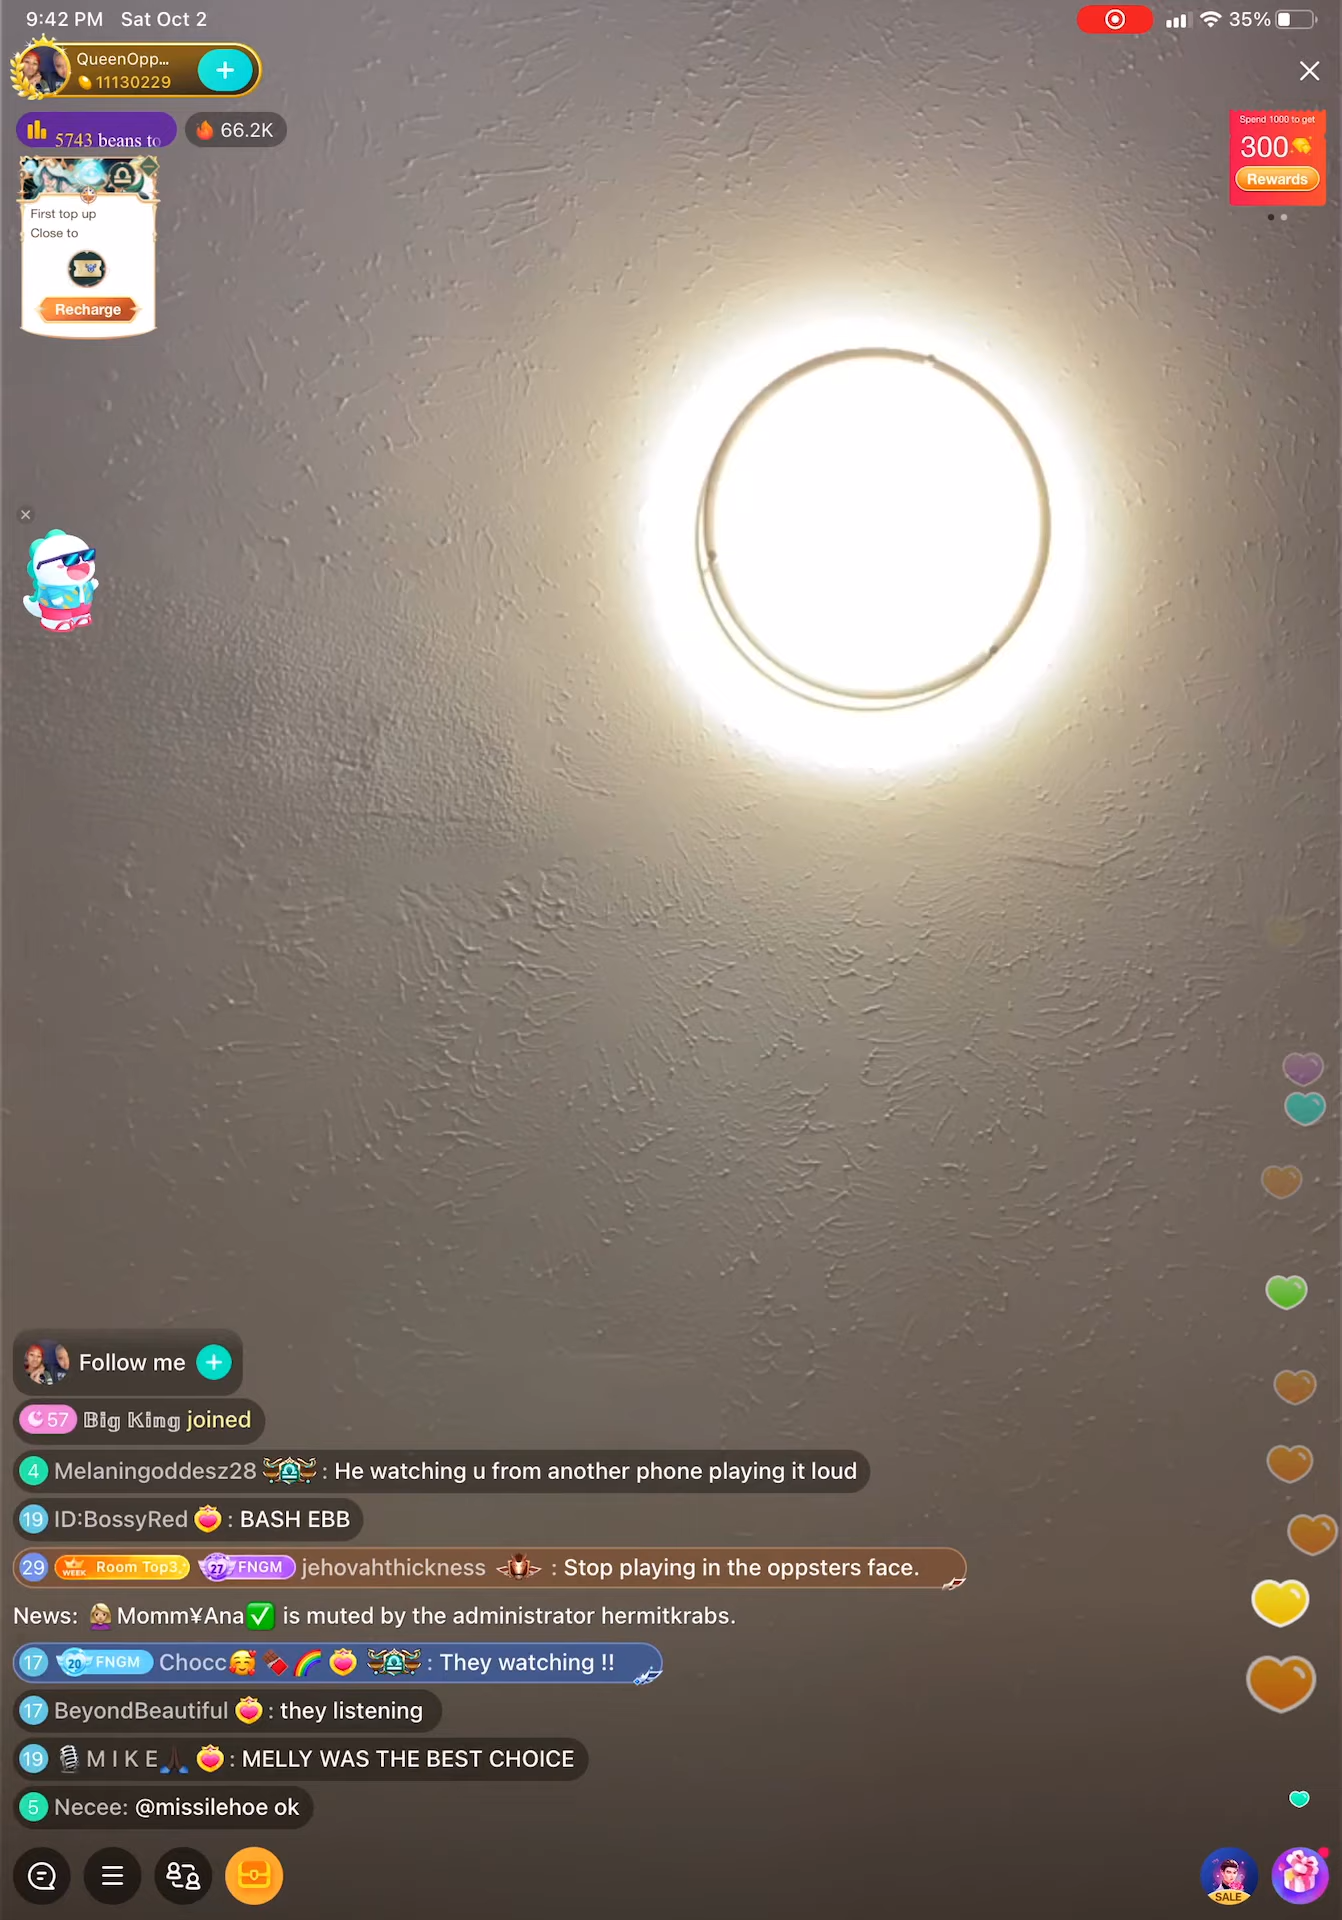 9:42 PM Sat Oct 2
35%
QueenOpp...
11130229
5743 beans to
66.2K
Spend 1000 to get
300
Rewards
First top up
Close to
Recharge
Follow me
57 𝔹𝕚𝕘 𝕂𝕚𝕟𝕘 joined
4 Melaningoddesz28 : He watching u from another phone playing it loud
19 ID:BossyRed : BASH EBB
29 WEEK Room Top3 27 FNGM jehovahthickness : Stop playing in the oppsters face.
News: 🙎🏼‍♀️Momm¥Ana✅ is muted by the administrator hermitkrabs.
17 20 FNGM Chocc🥰🍫🌈 : They watching !!
17 BeyondBeautiful : they listening
19 🎙M I K E🙏🏿 : MELLY WAS THE BEST CHOICE
5 Necee: @missilehoe ok
SALE